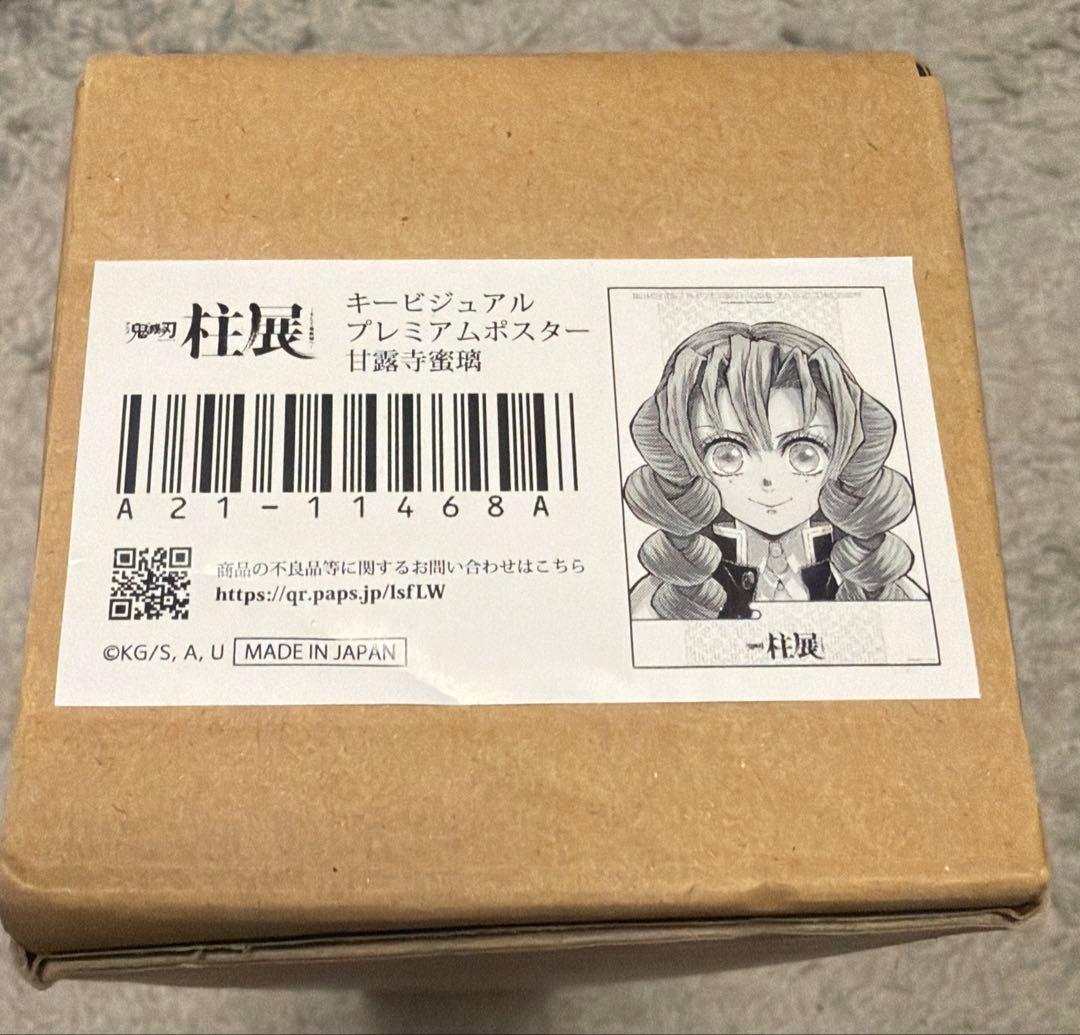 鬼滅の刃 柱展
キービジュアル
プレミアムポスター
甘露寺蜜璃
A21-11468A
商品の不良品等に関するお問い合わせはこちら
https://qr.paps.jp/lsfLW
©KG/S, A, U MADE IN JAPAN
柱展